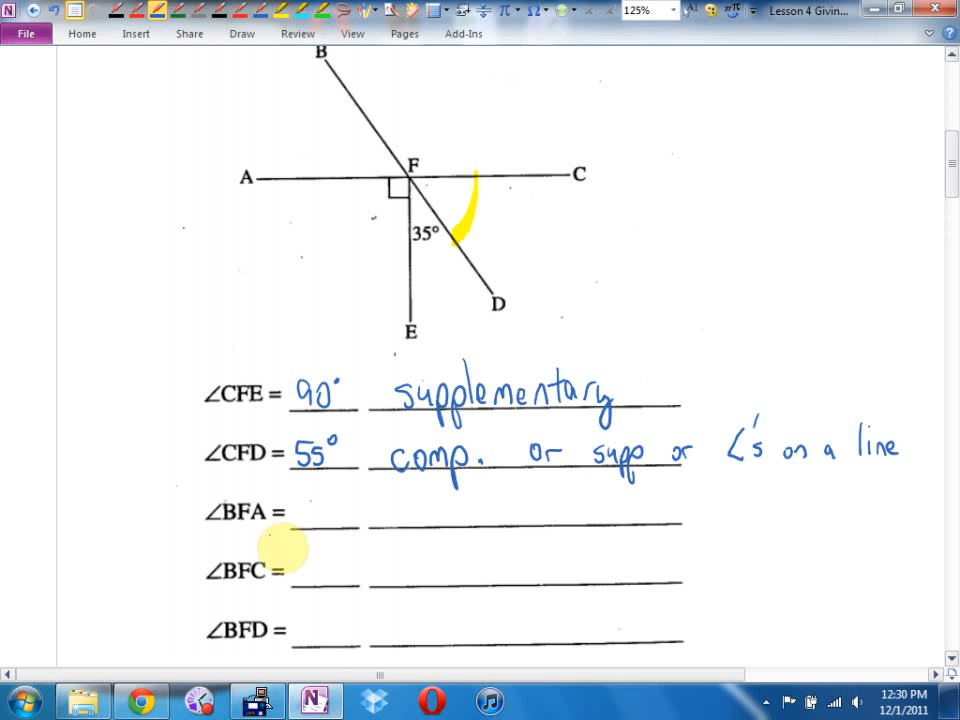 125% Lesson 4 Givin...
File Home Insert Share Draw Review View Pages Add-Ins
B
F
A C
35°
D
E
∠CFE = 90° supplementary
∠CFD = 55° comp. or supp or ∠'s on a line
∠BFA =
∠BFC =
∠BFD =
12:30 PM
12/1/2011